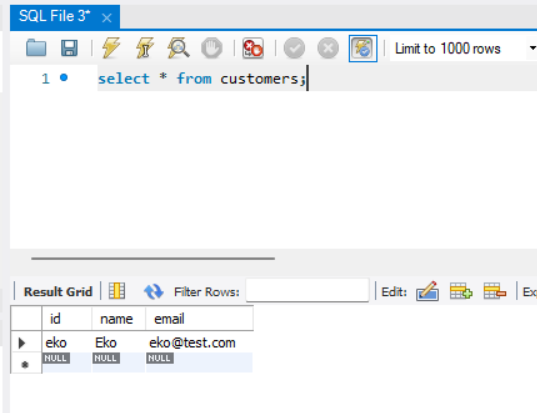 SQL File 3*
Limit to 1000 rows
1
select * from customers;
Result Grid Filter Rows: Edit:
id name email
eko Eko eko@test.com
NULL NULL NULL